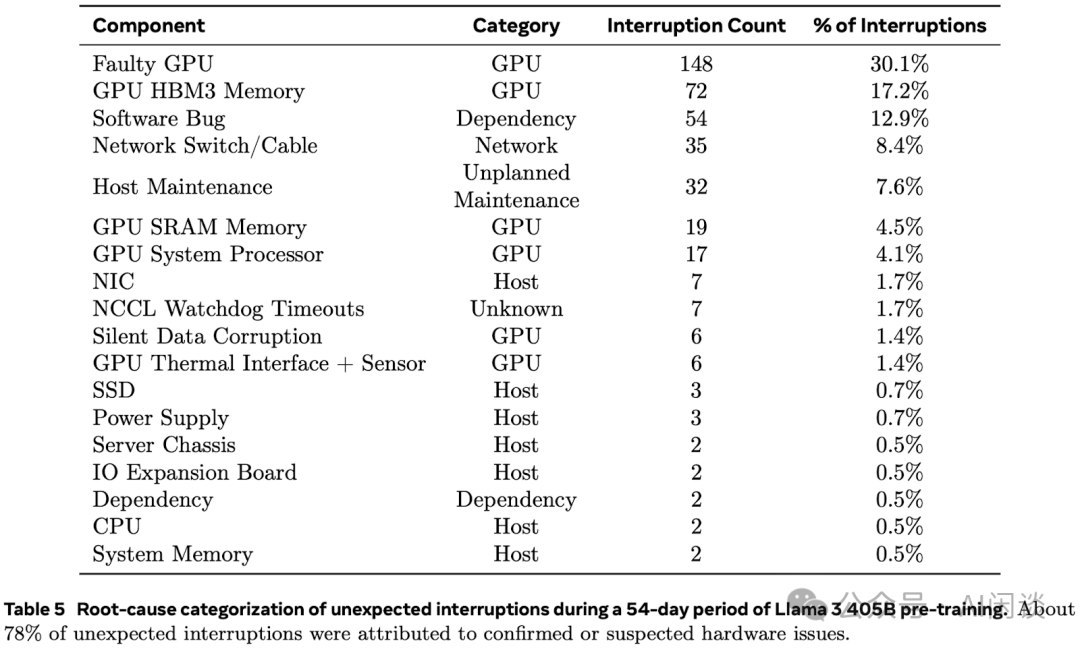 Component Category Interruption Count % of Interruptions
Faulty GPU GPU 148 30.1%
GPU HBM3 Memory GPU 72 17.2%
Software Bug Dependency 54 12.9%
Network Switch/Cable Network 35 8.4%
Host Maintenance Unplanned Maintenance 32 7.6%
GPU SRAM Memory GPU 19 4.5%
GPU System Processor GPU 17 4.1%
NIC Host 7 1.7%
NCCL Watchdog Timeouts Unknown 7 1.7%
Silent Data Corruption GPU 6 1.4%
GPU Thermal Interface + Sensor GPU 6 1.4%
SSD Host 3 0.7%
Power Supply Host 3 0.7%
Server Chassis Host 2 0.5%
IO Expansion Board Host 2 0.5%
Dependency Dependency 2 0.5%
CPU Host 2 0.5%
System Memory Host 2 0.5%
Table 5 Root-cause categorization of unexpected interruptions during a 54-day period of Llama 3 405B pre-training. About
78% of unexpected interruptions were attributed to confirmed or suspected hardware issues.
公众号 · AI闲谈